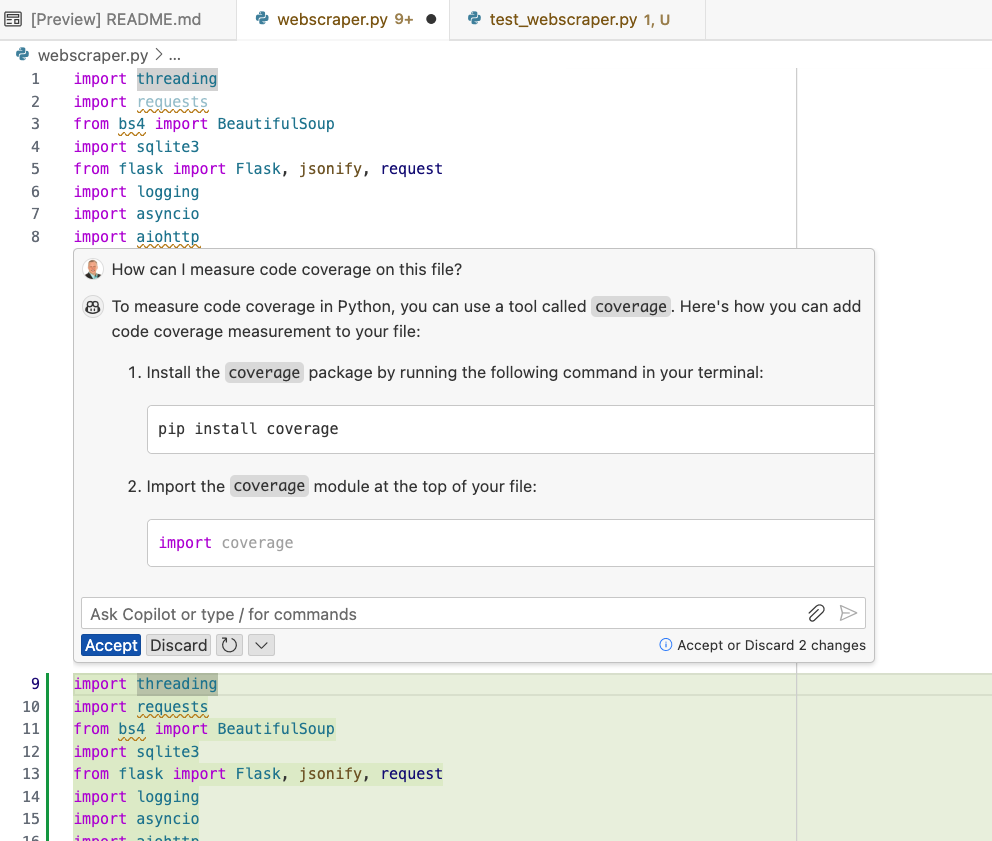 [Preview] README.md
webscraper.py 9+
test_webscraper.py 1, U
webscraper.py > ...
1 import threading
2 import requests
3 from bs4 import BeautifulSoup
4 import sqlite3
5 from flask import Flask, jsonify, request
6 import logging
7 import asyncio
8 import aiohttp
How can I measure code coverage on this file?
To measure code coverage in Python, you can use a tool called coverage. Here's how you can add
code coverage measurement to your file:
1. Install the coverage package by running the following command in your terminal:
pip install coverage
2. Import the coverage module at the top of your file:
import coverage
Ask Copilot or type / for commands
Accept Discard
Accept or Discard 2 changes
9 import threading
10 import requests
11 from bs4 import BeautifulSoup
12 import sqlite3
13 from flask import Flask, jsonify, request
14 import logging
15 import asyncio
16 import aiohttp